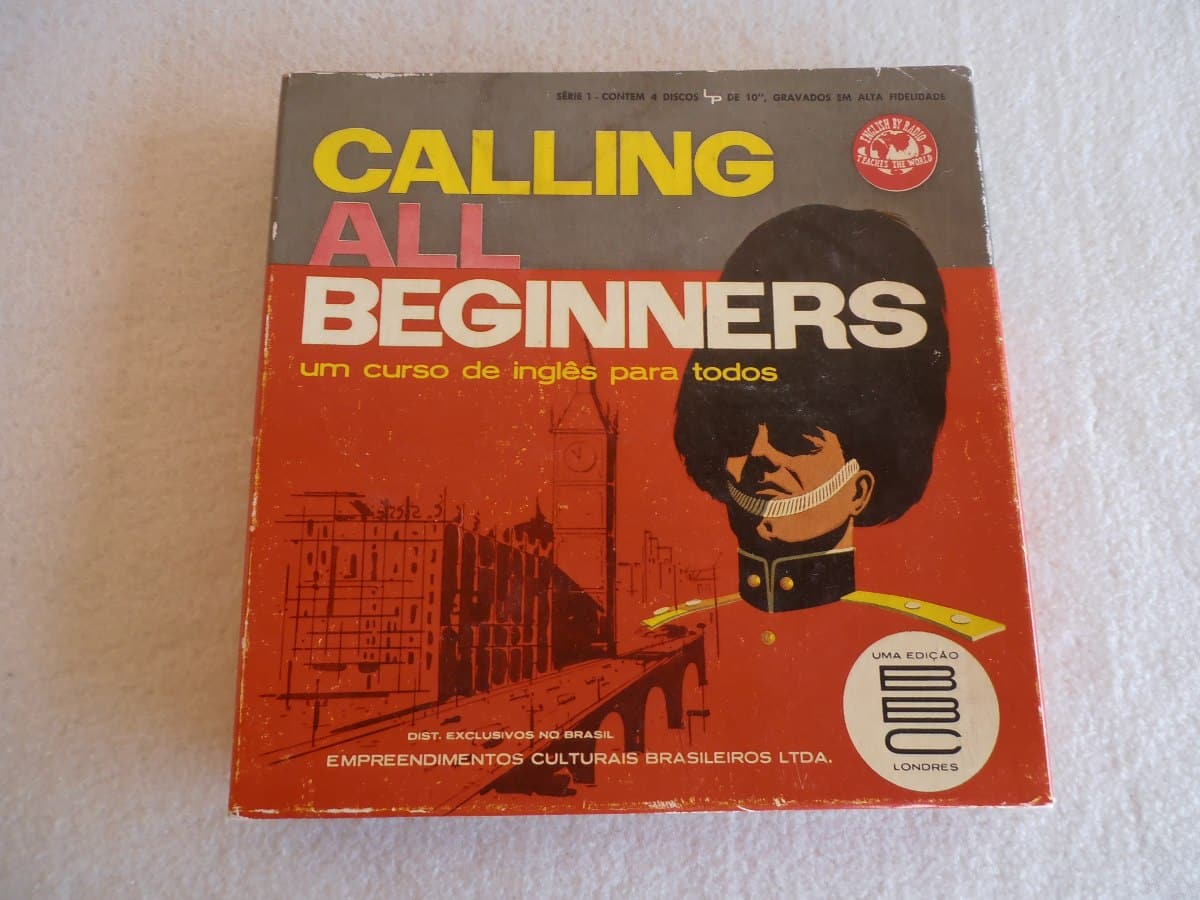 SÉRIE 1 - CONTEM 4 DISCOS LP DE 10", GRAVADOS EM ALTA FIDELIDADE
CALLING
ALL
BEGINNERS
um curso de inglês para todos
ENGLISH BY RADIO
TEACHES THE WORLD
UMA EDIÇÃO
BBC
LONDRES
DIST. EXCLUSIVOS NO BRASIL
EMPREENDIMENTOS CULTURAIS BRASILEIROS LTDA.